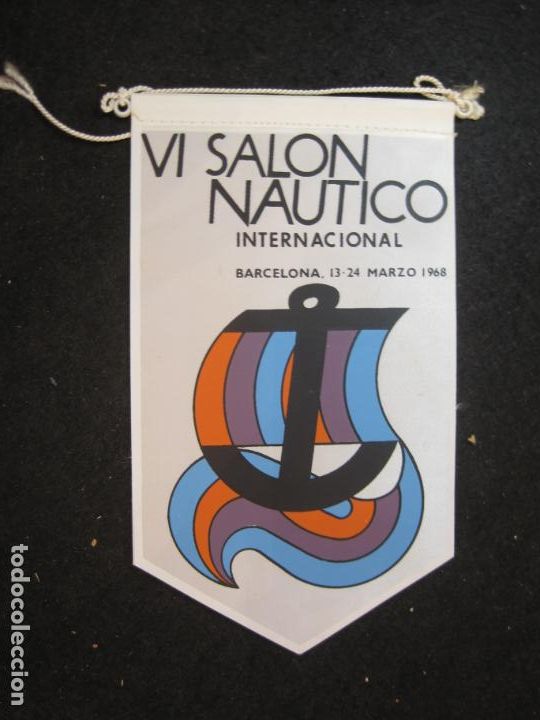 VI SALON
NAUTICO
INTERNACIONAL
BARCELONA, 13-24 MARZO 1968
todocoleccion